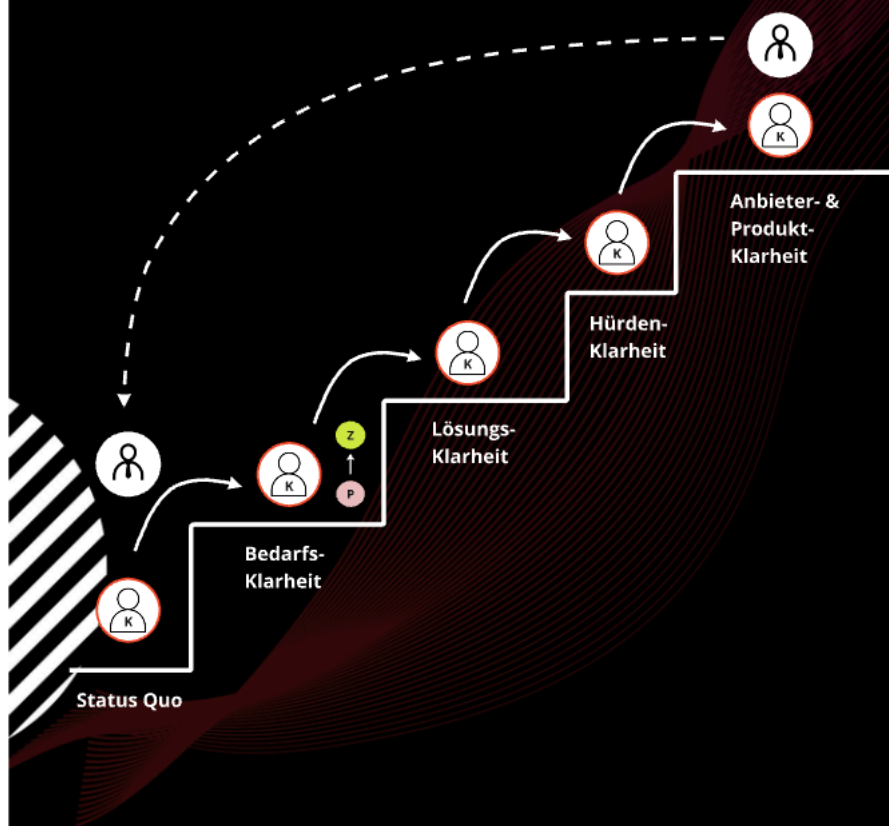 K
Anbieter- &
Produkt-
Klarheit
K
Hürden-
Klarheit
K
Lösungs-
Klarheit
Z
K
P
Bedarfs-
Klarheit
K
Status Quo